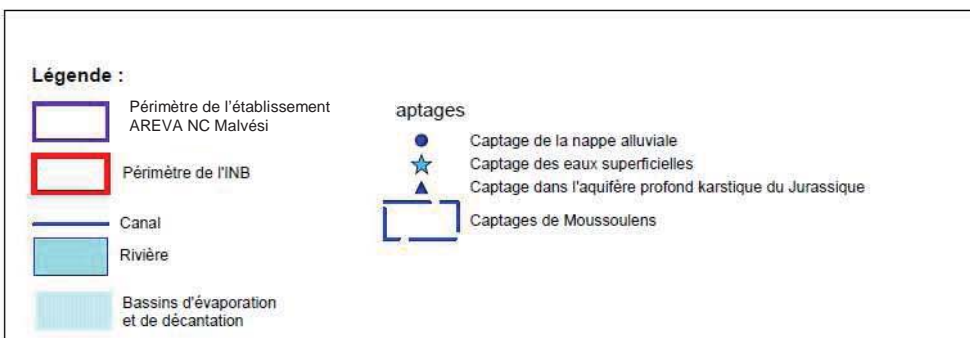 Légende :
Périmètre de l'établissement
AREVA NC Malvési
Périmètre de l'INB
Canal
Rivière
Bassins d'évaporation
et de décantation
aptages
Captage de la nappe alluviale
Captage des eaux superficielles
Captage dans l'aquifère profond karstique du Jurassique
Captages de Moussoulens